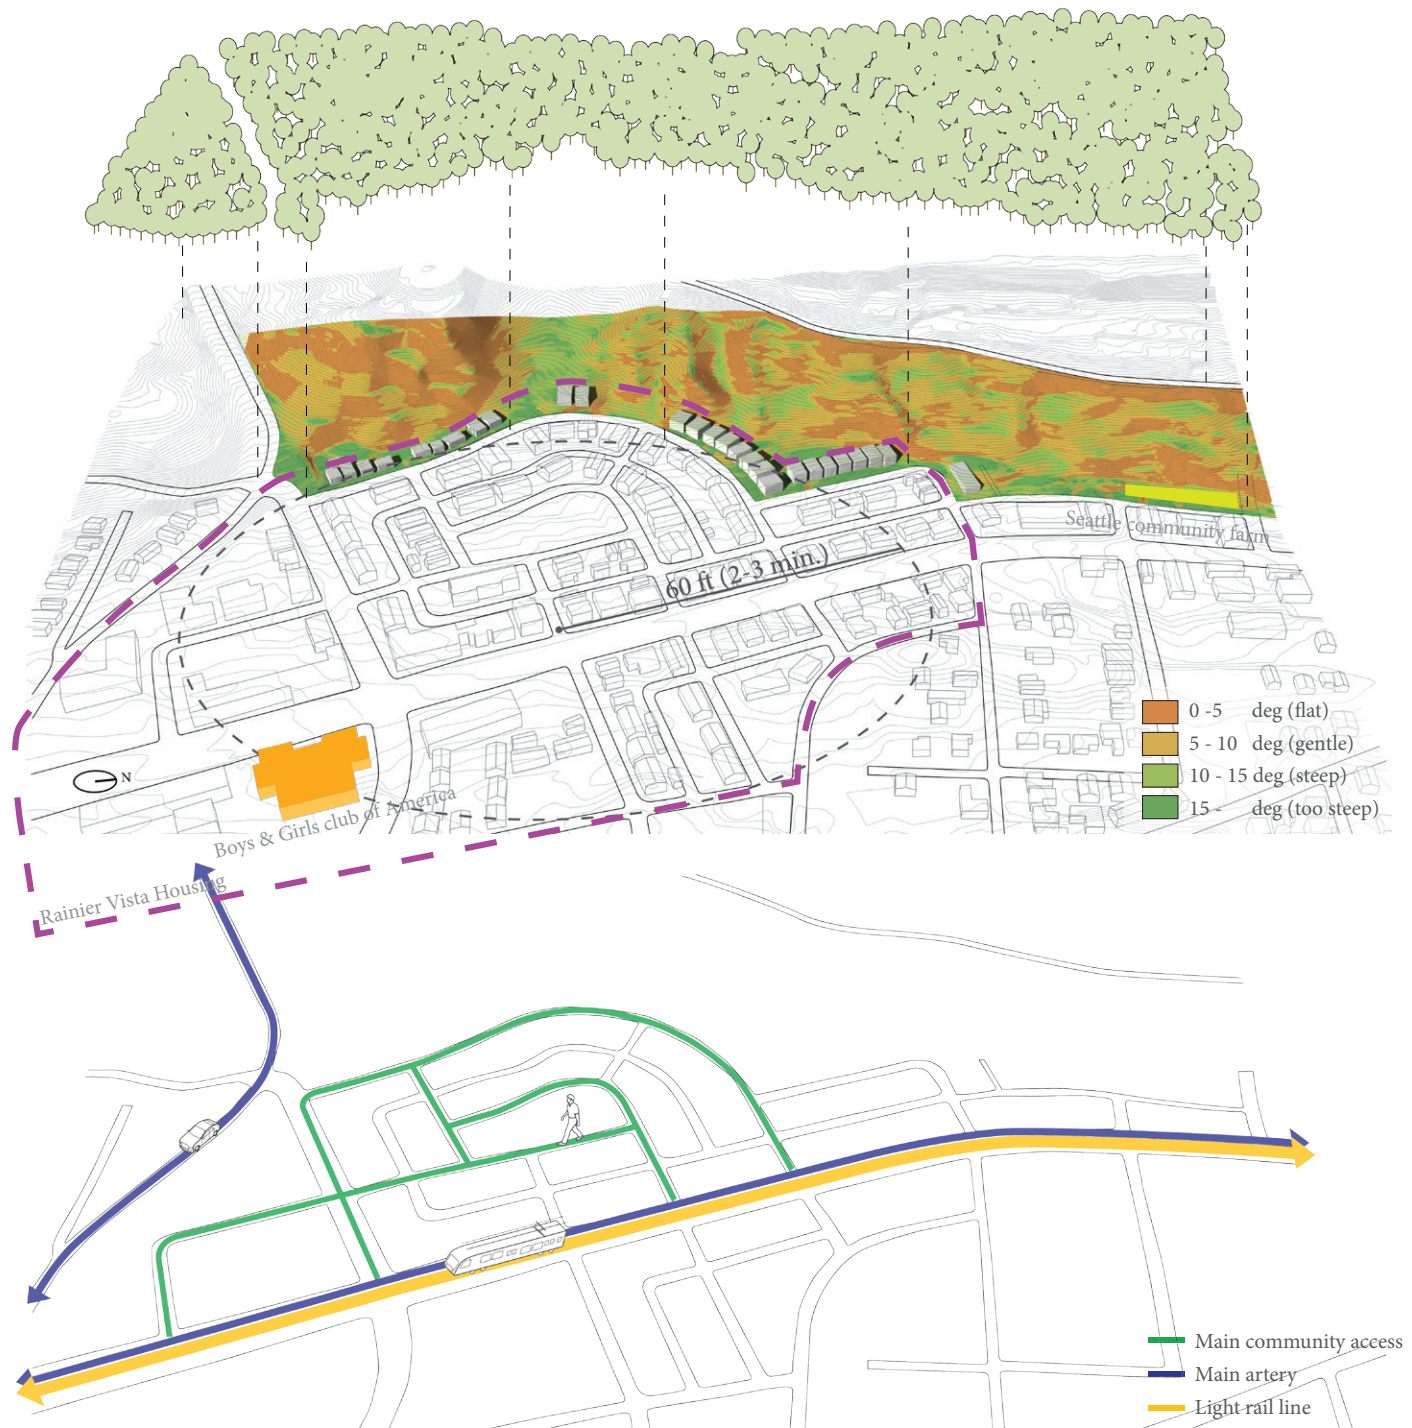 Seattle community farm
60 ft (2-3 min.)
0 -5 deg (flat)
5 - 10 deg (gentle)
10 - 15 deg (steep)
15 - deg (too steep)
N
Boys & Girls club of America
Rainier Vista Housing
Main community access
Main artery
Light rail line